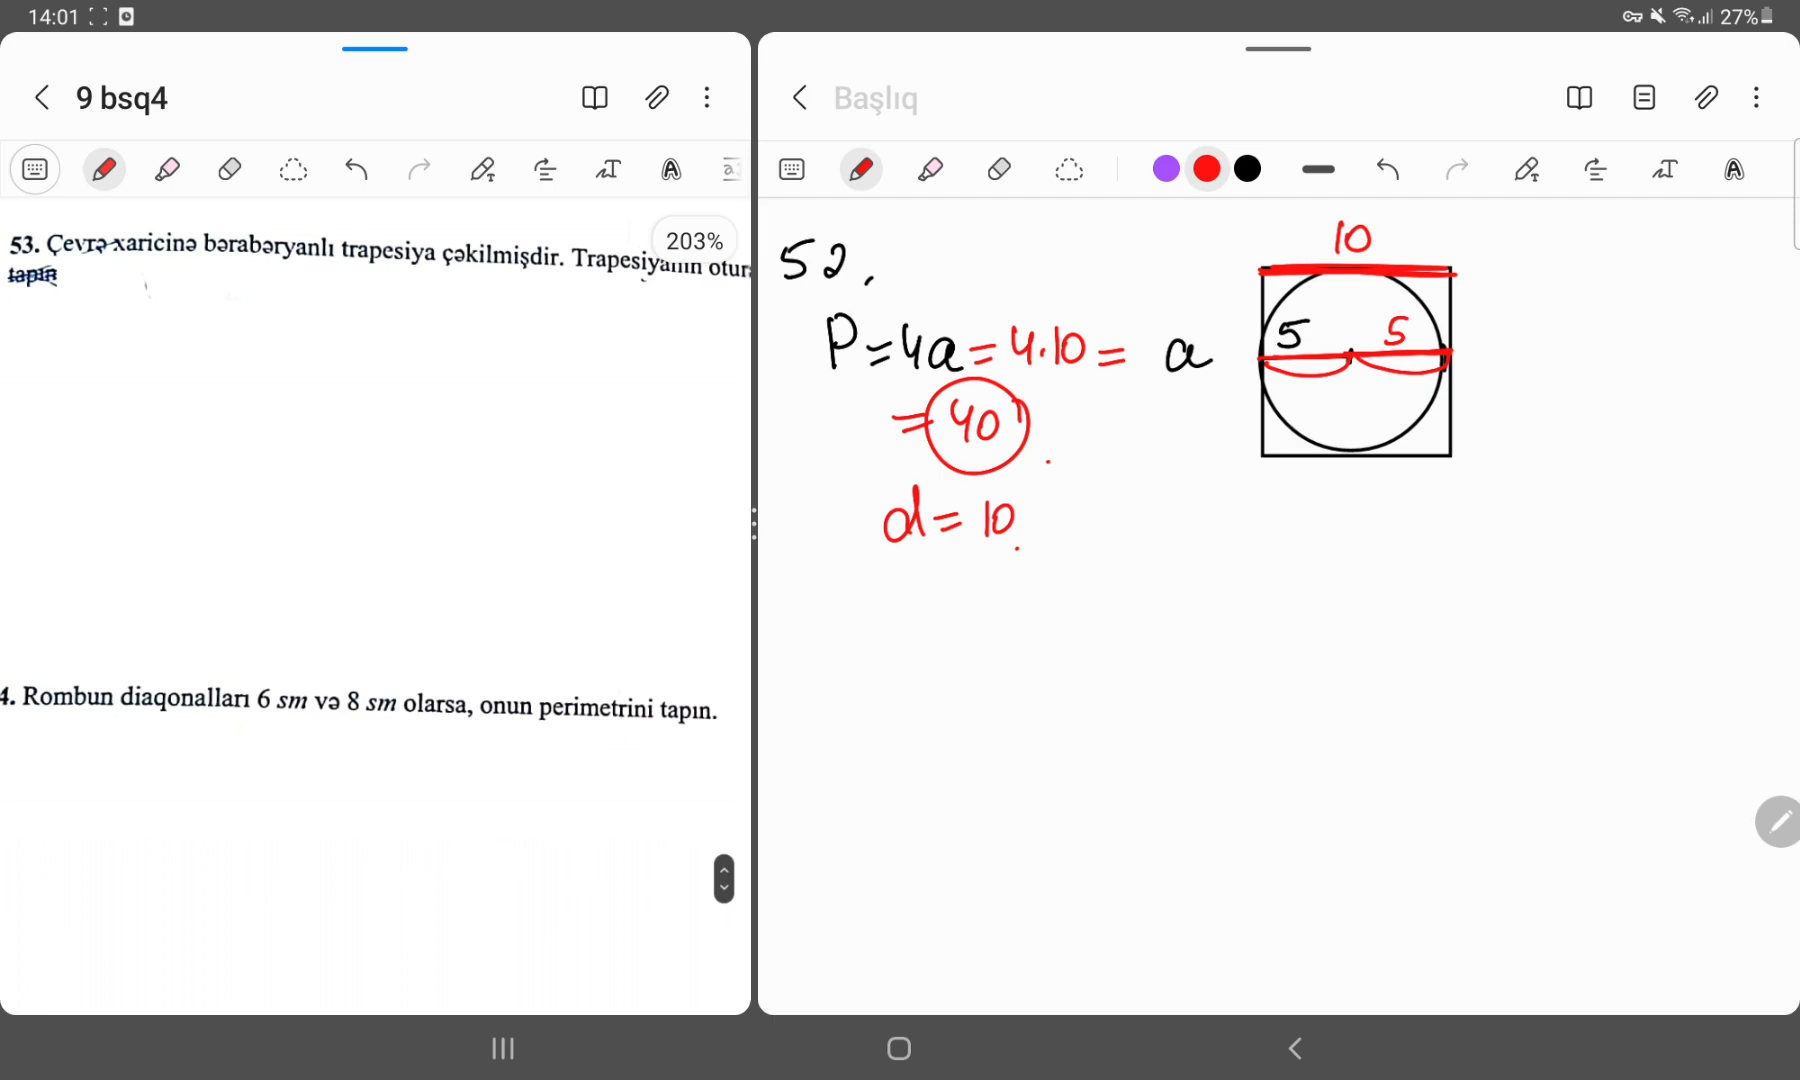 14:01
27%
9 bsq4
203%
53. Çevrə xaricinə bərabəryanlı trapesiya çəkilmişdir. Trapesiyanın otur
tapın
4. Rombun diaqonalları 6 sm və 8 sm olarsa, onun perimetrini tapın.
Başlıq
52.
10
P=4a=4.10=
a
5
5
=40
d=10